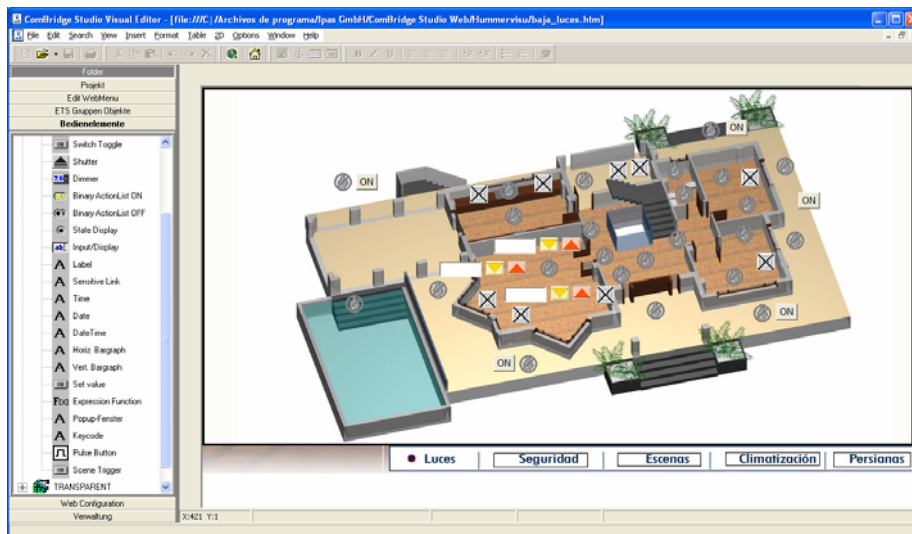 ComBridge Studio Visual Editor - [file:///C|/Archivos de programa/Ipas GmbH/ComBridge Studio Web/Hummervisu/baja_luces.htm]
File Edit Search View Insert Format Table 2D Options Window Help
Folder
Projekt
Edit WebMenu
ETS Gruppen Objekte
Bedienelemente
Switch Toggle
Shutter
Dimmer
Binary ActionList ON
Binary ActionList OFF
State Display
Input/Display
Label
Sensitive Link
Time
Date
DateTime
Horiz. Bargraph
Vert. Bargraph
Set value
Expression Function
Popup-Fenster
Keycode
Pulse Button
Scene Trigger
TRANSPARENT
Web Configuration
Verwaltung
ON
ON
ON
ON
ON
Luces Seguridad Escenas Climatización Persianas
X:421 Y:1